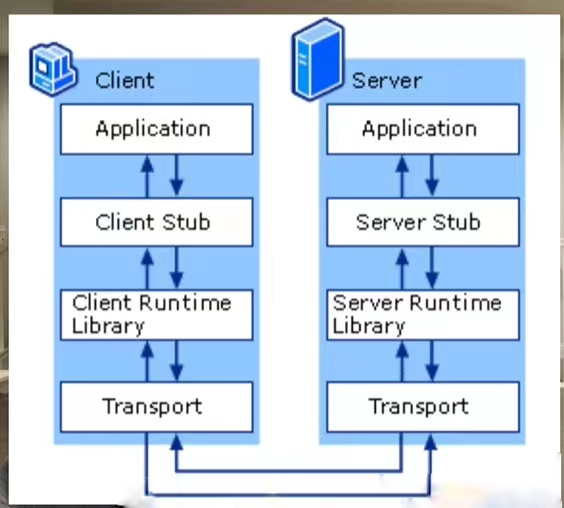 Client
Application
Client Stub
Client Runtime
Library
Transport
Server
Application
Server Stub
Server Runtime
Library
Transport